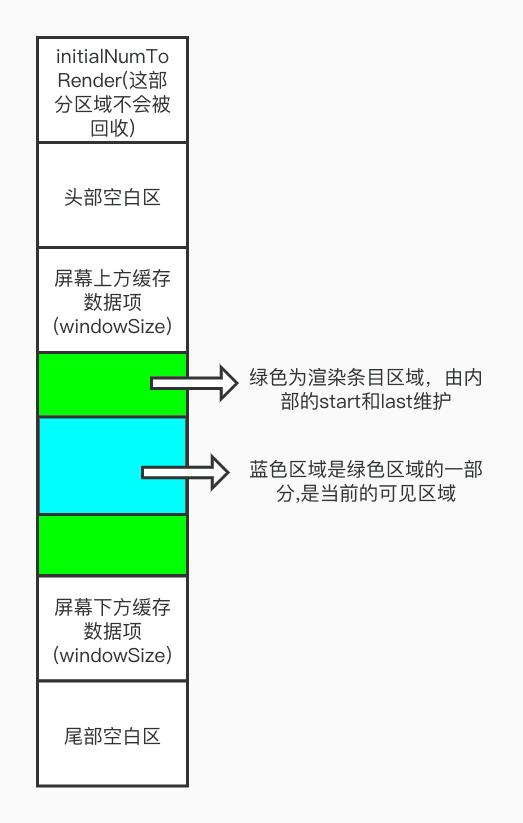 initialNumTo
Render(这部
分区域不会被
回收)
头部空白区
屏幕上方缓存
数据项
(windowSize)
绿色为渲染条目区域，由内
部的start和last维护
蓝色区域是绿色区域的一部
分,是当前的可见区域
屏幕下方缓存
数据项
(windowSize)
尾部空白区